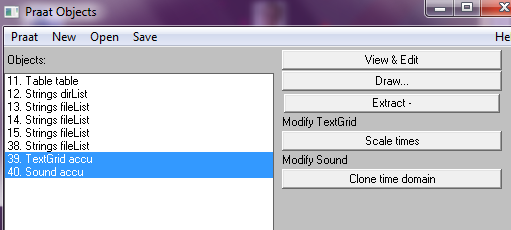 Praat Objects
Praat New Open Save He
Objects:
11. Table table
12. Strings dirList
13. Strings fileList
14. Strings fileList
15. Strings fileList
38. Strings fileList
39. TextGrid accu
40. Sound accu
View & Edit
Draw...
Extract -
Modify TextGrid
Scale times
Modify Sound
Clone time domain